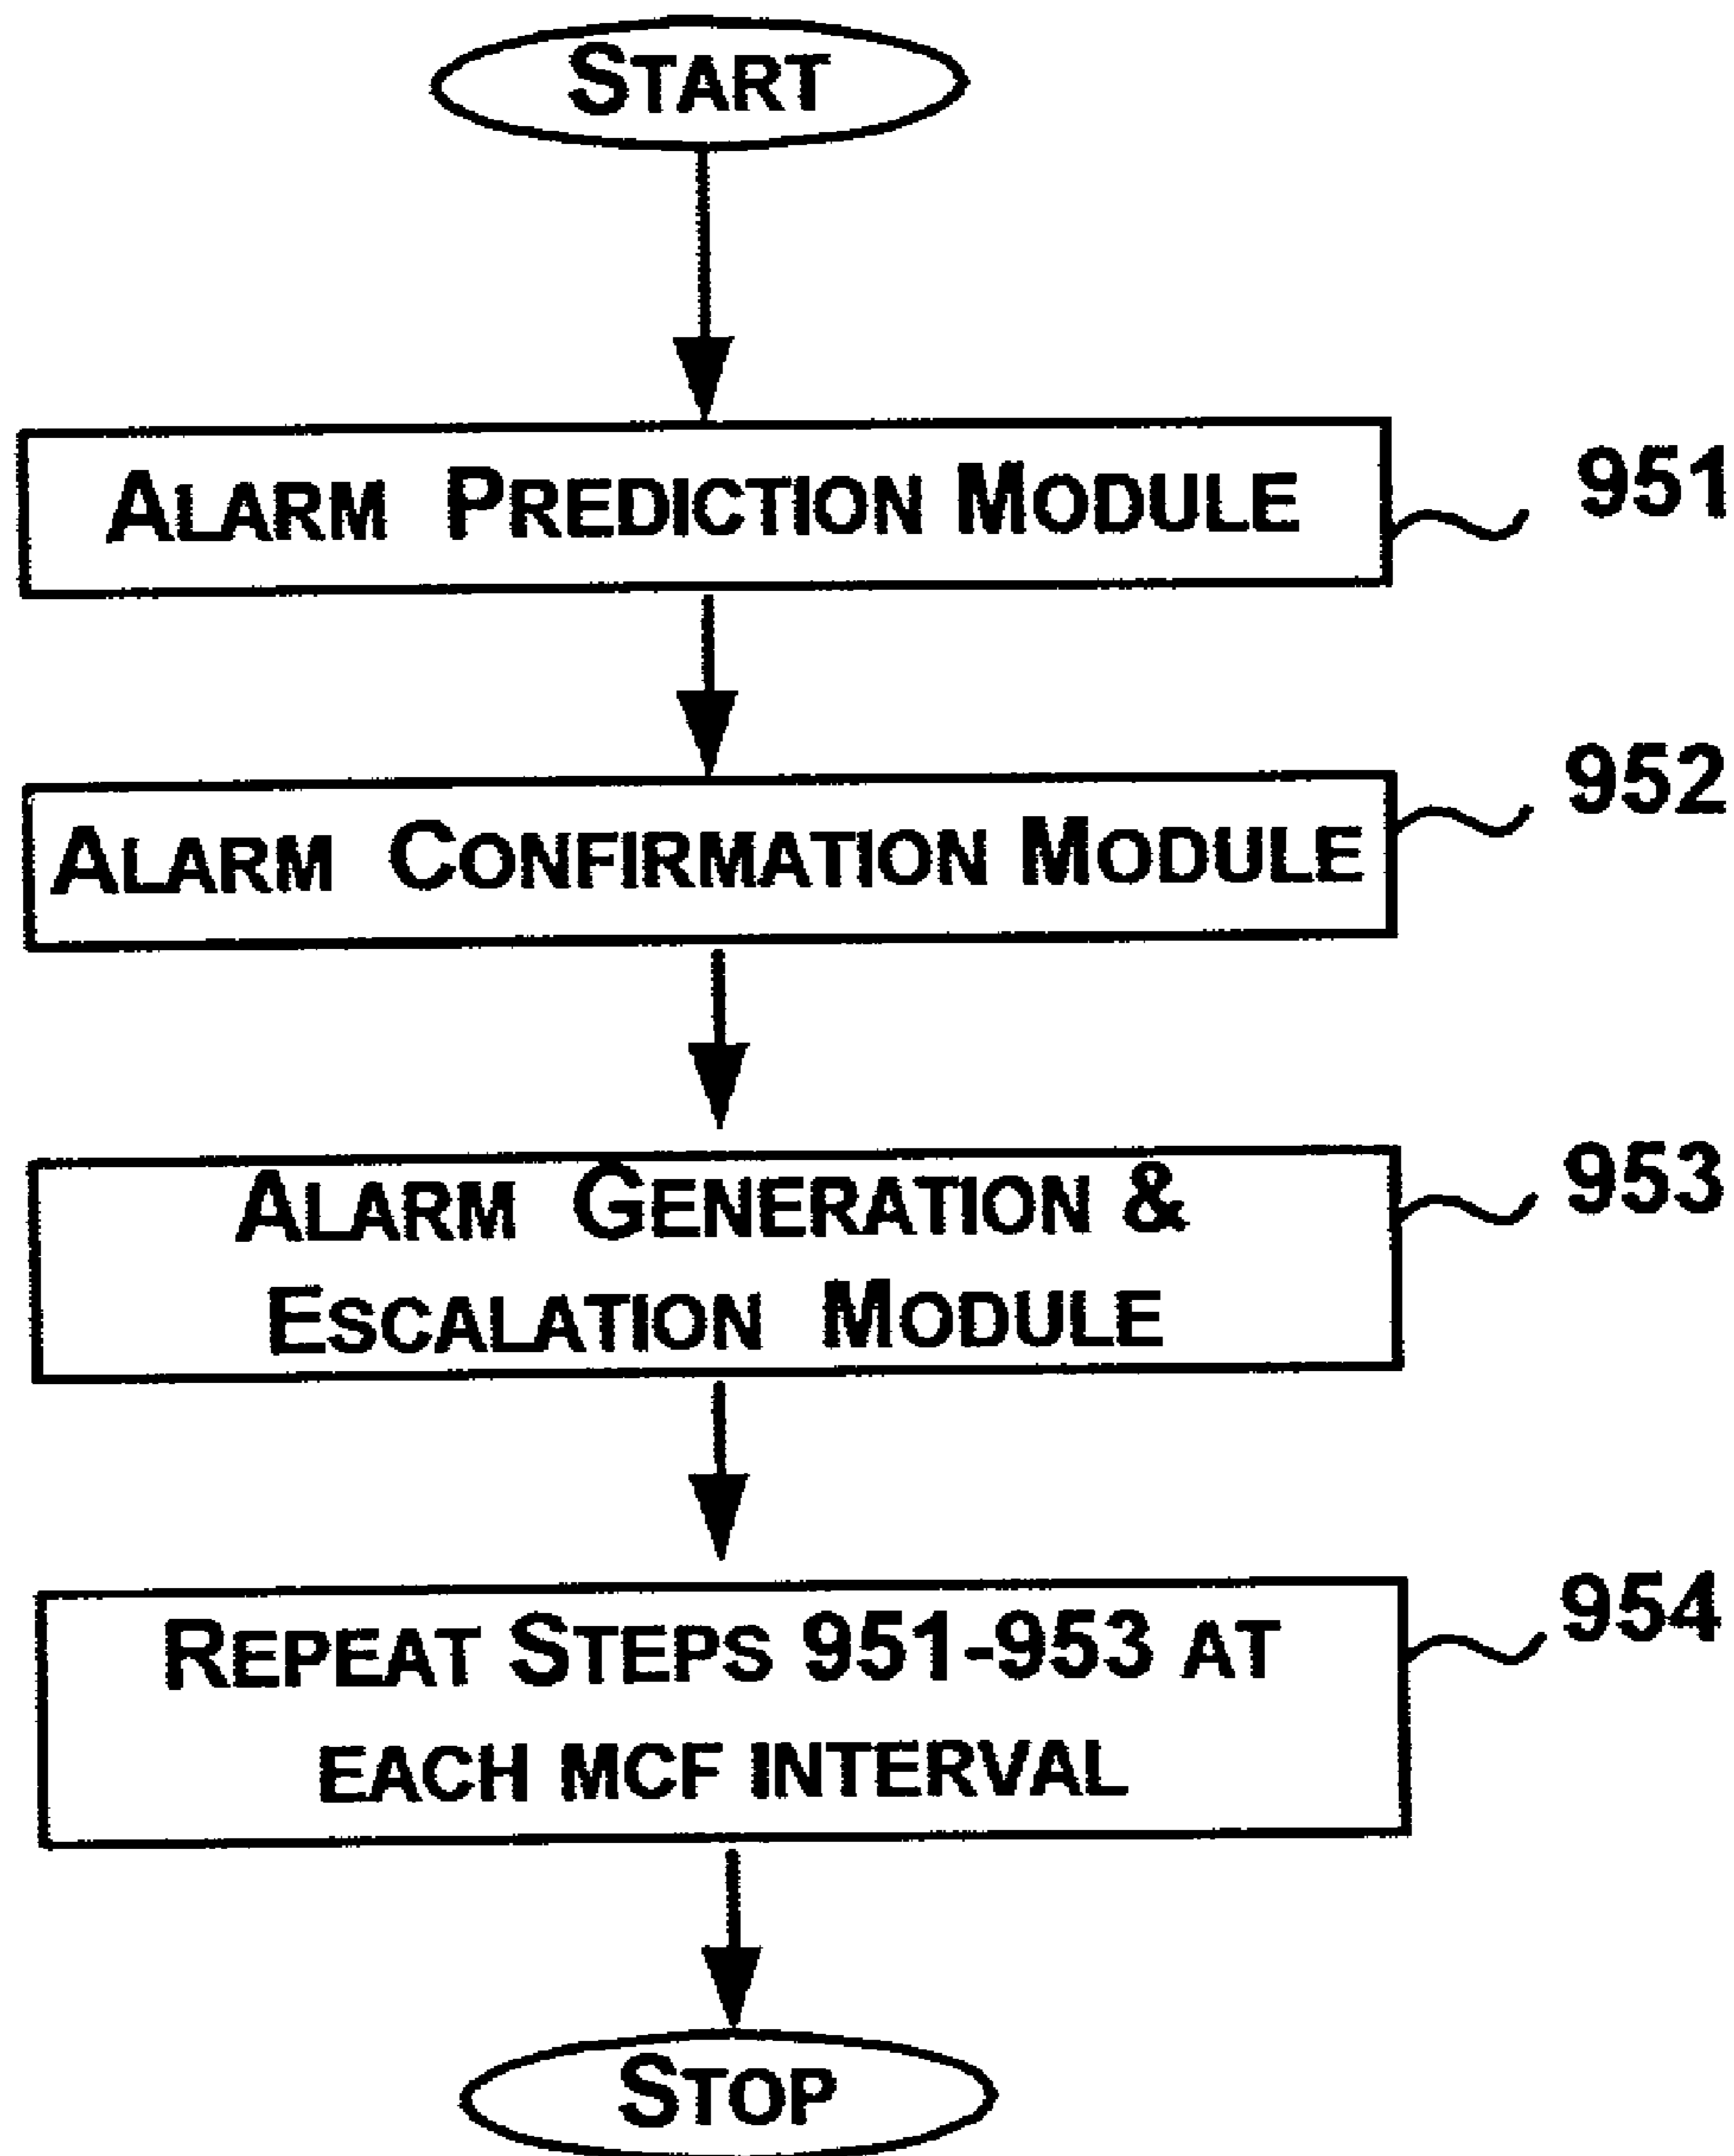 START
ALARM PREDICTION MODULE
951
ALARM CONFIRMATION MODULE
952
ALARM GENERATION &
ESCALATION MODULE
953
REPEAT STEPS 951-953 AT
EACH MCF INTERVAL
954
STOP